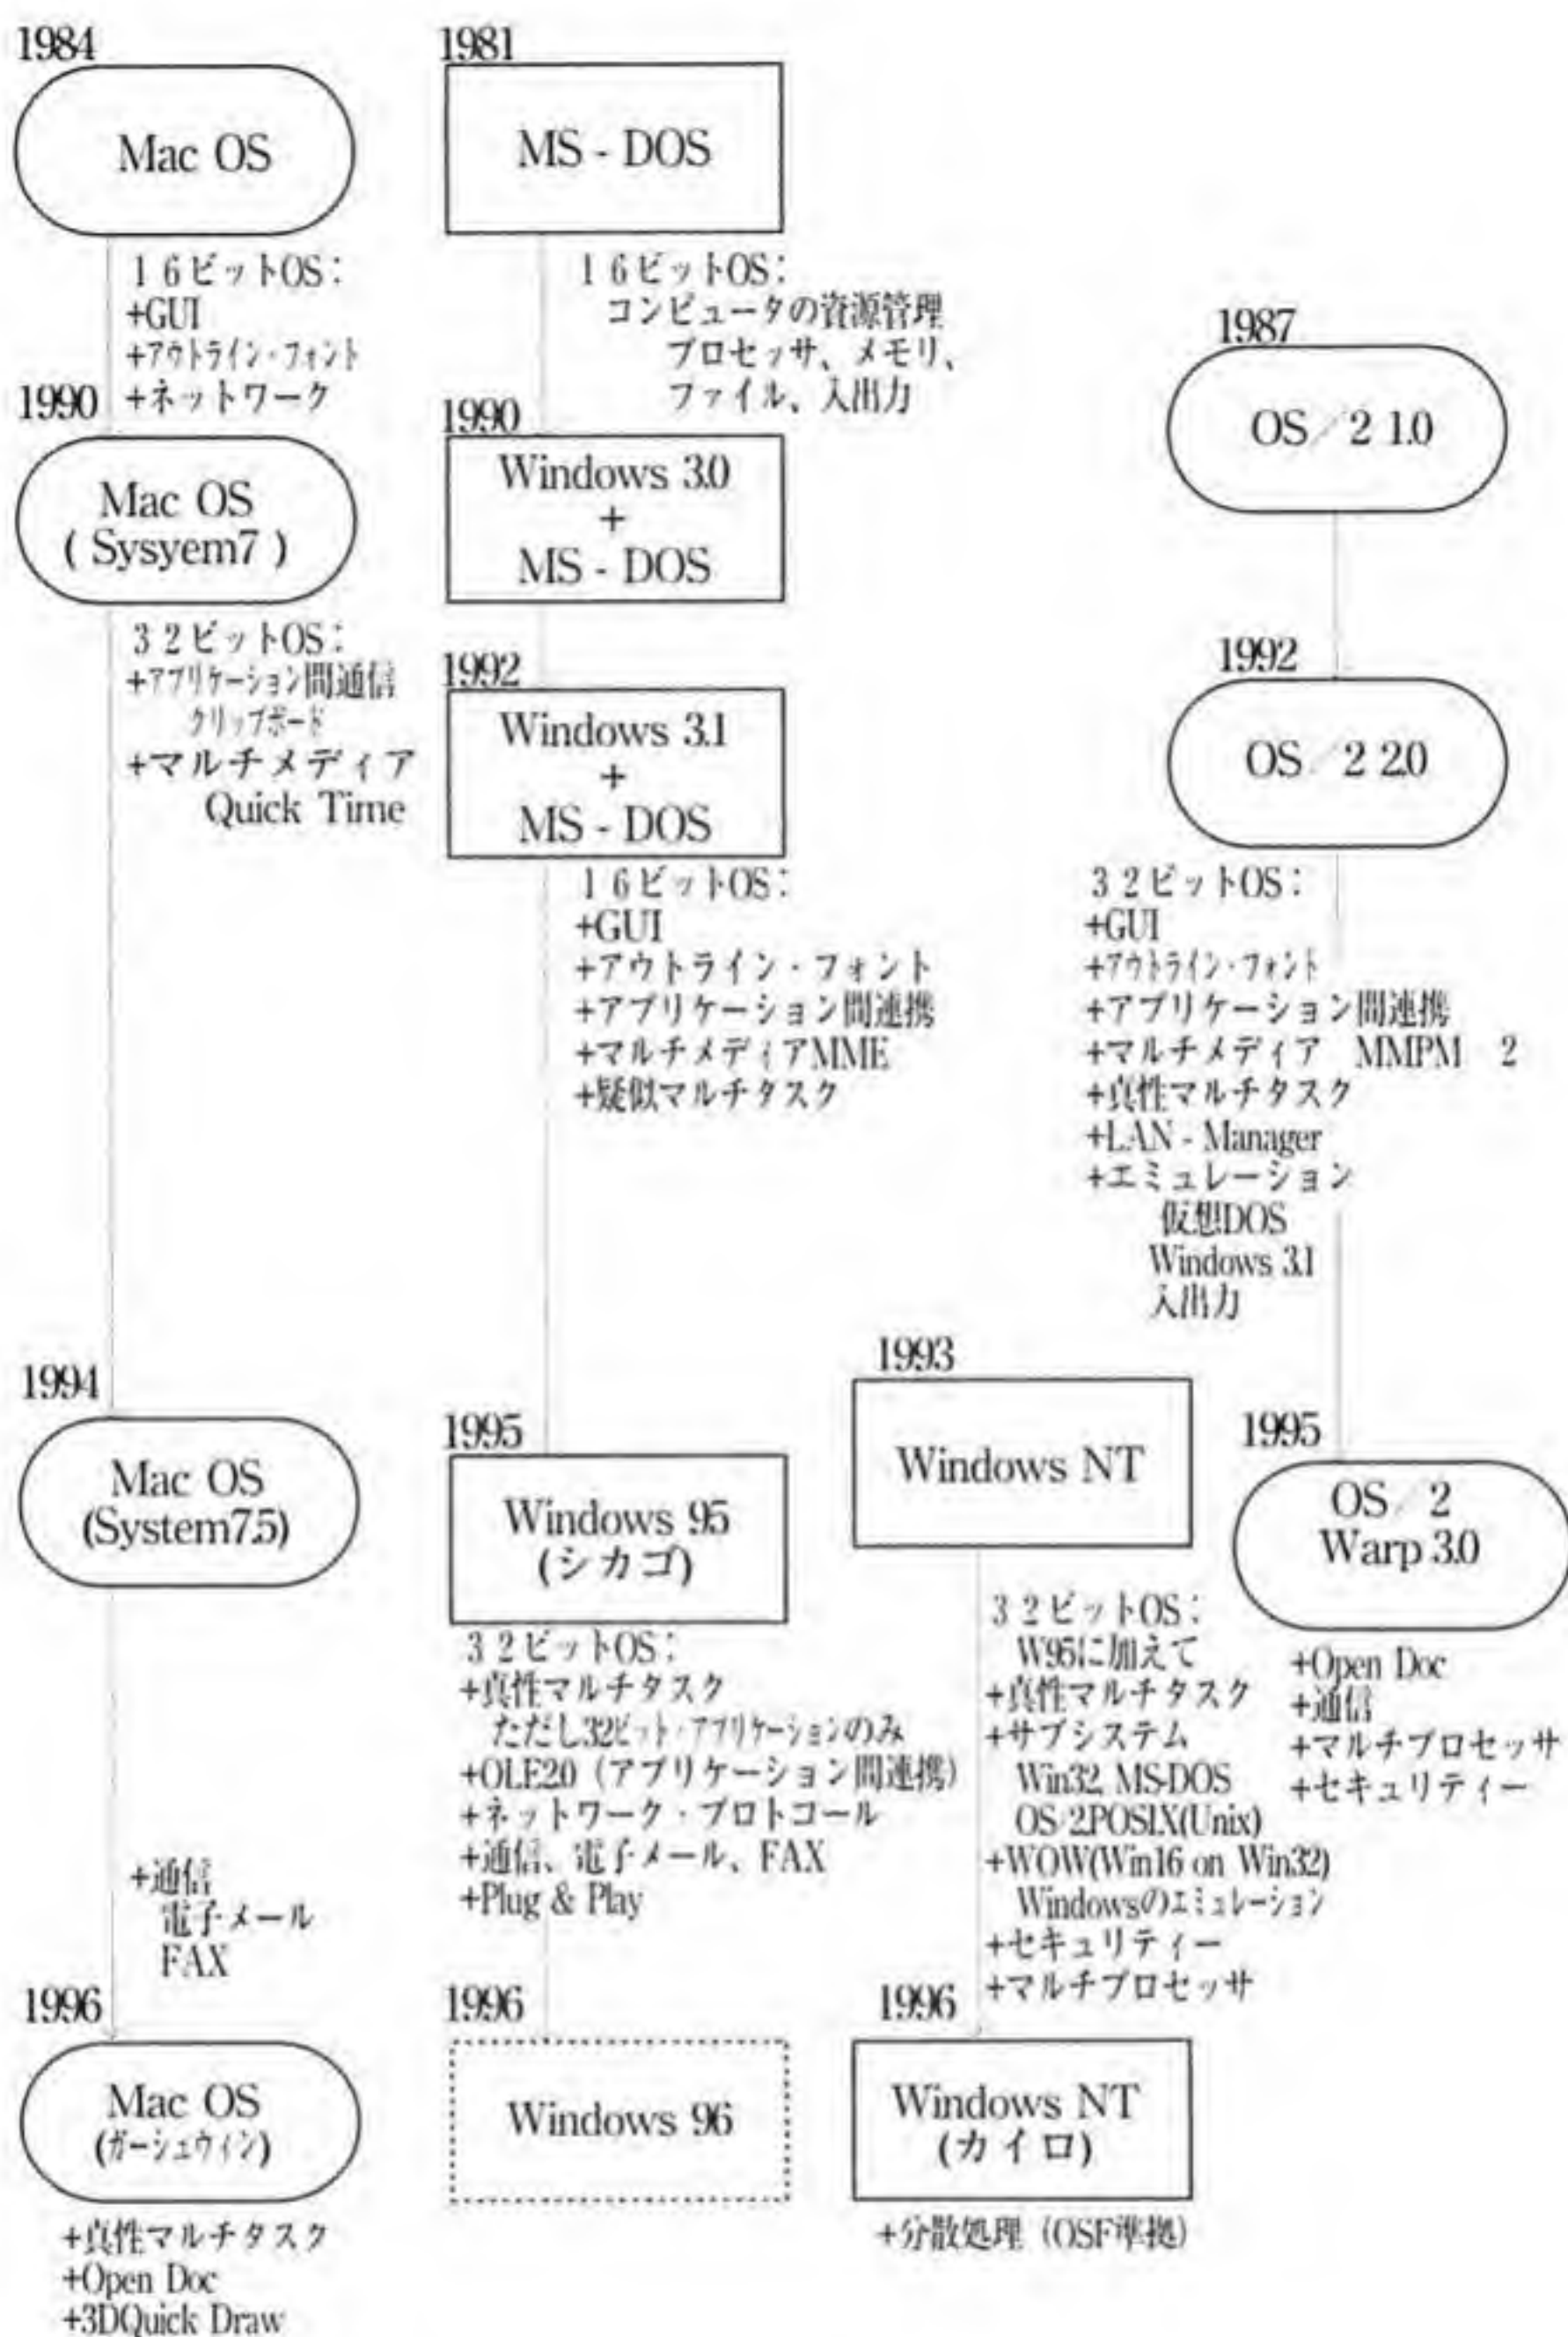 1984
Mac OS
16ビットOS：
+GUI
+アウトライン・フォント
+ネットワーク
1990
Mac OS
( Sysyem7 )
32ビットOS：
+アプリケーション間通信
クリップボード
+マルチメディア
Quick Time
1994
Mac OS
(System7.5)
+通信
電子メール
FAX
1996
Mac OS
(ガーシュウィン)
+真性マルチタスク
+Open Doc
+3DQuick Draw
1981
MS - DOS
16ビットOS：
コンピュータの資源管理
プロセッサ、メモリ、
ファイル、入出力
1990
Windows 3.0
+
MS - DOS
1992
Windows 3.1
+
MS - DOS
16ビットOS：
+GUI
+アウトライン・フォント
+アプリケーション間連携
+マルチメディアMME
+疑似マルチタスク
1995
Windows 95
(シカゴ)
32ビットOS：
+真性マルチタスク
ただし32ビット・アプリケーションのみ
+OLE2.0（アプリケーション間連携）
+ネットワーク・プロトコール
+通信、電子メール、FAX
+Plug & Play
1996
Windows 96
1993
Windows NT
32ビットOS：
W95に加えて
+真性マルチタスク
+サブシステム
Win32, MS-DOS
OS/2,POSIX(Unix)
+WOW(Win16 on Win32)
Windowsのエミュレーション
+セキュリティー
+マルチプロセッサ
1996
Windows NT
(カイロ)
+分散処理（OSF準拠）
1987
OS／2 1.0
1992
OS／2 2.0
32ビットOS：
+GUI
+アウトライン・フォント
+アプリケーション間連携
+マルチメディア　MMPM　2
+真性マルチタスク
+LAN - Manager
+エミュレーション
仮想DOS
Windows 3.1
入出力
1995
OS／2
Warp 3.0
+Open Doc
+通信
+マルチプロセッサ
+セキュリティー